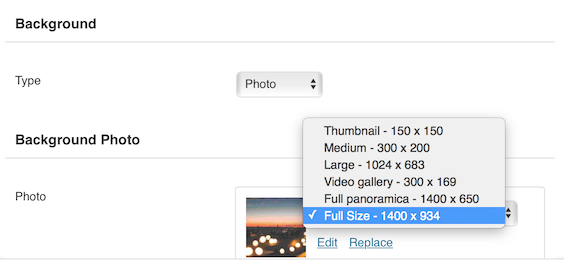 Background
Type
Photo
Background Photo
Photo
Thumbnail - 150 x 150
Medium - 300 x 200
Large - 1024 x 683
Video gallery - 300 x 169
Full panoramica - 1400 x 650
✓ Full Size - 1400 x 934
Edit Replace